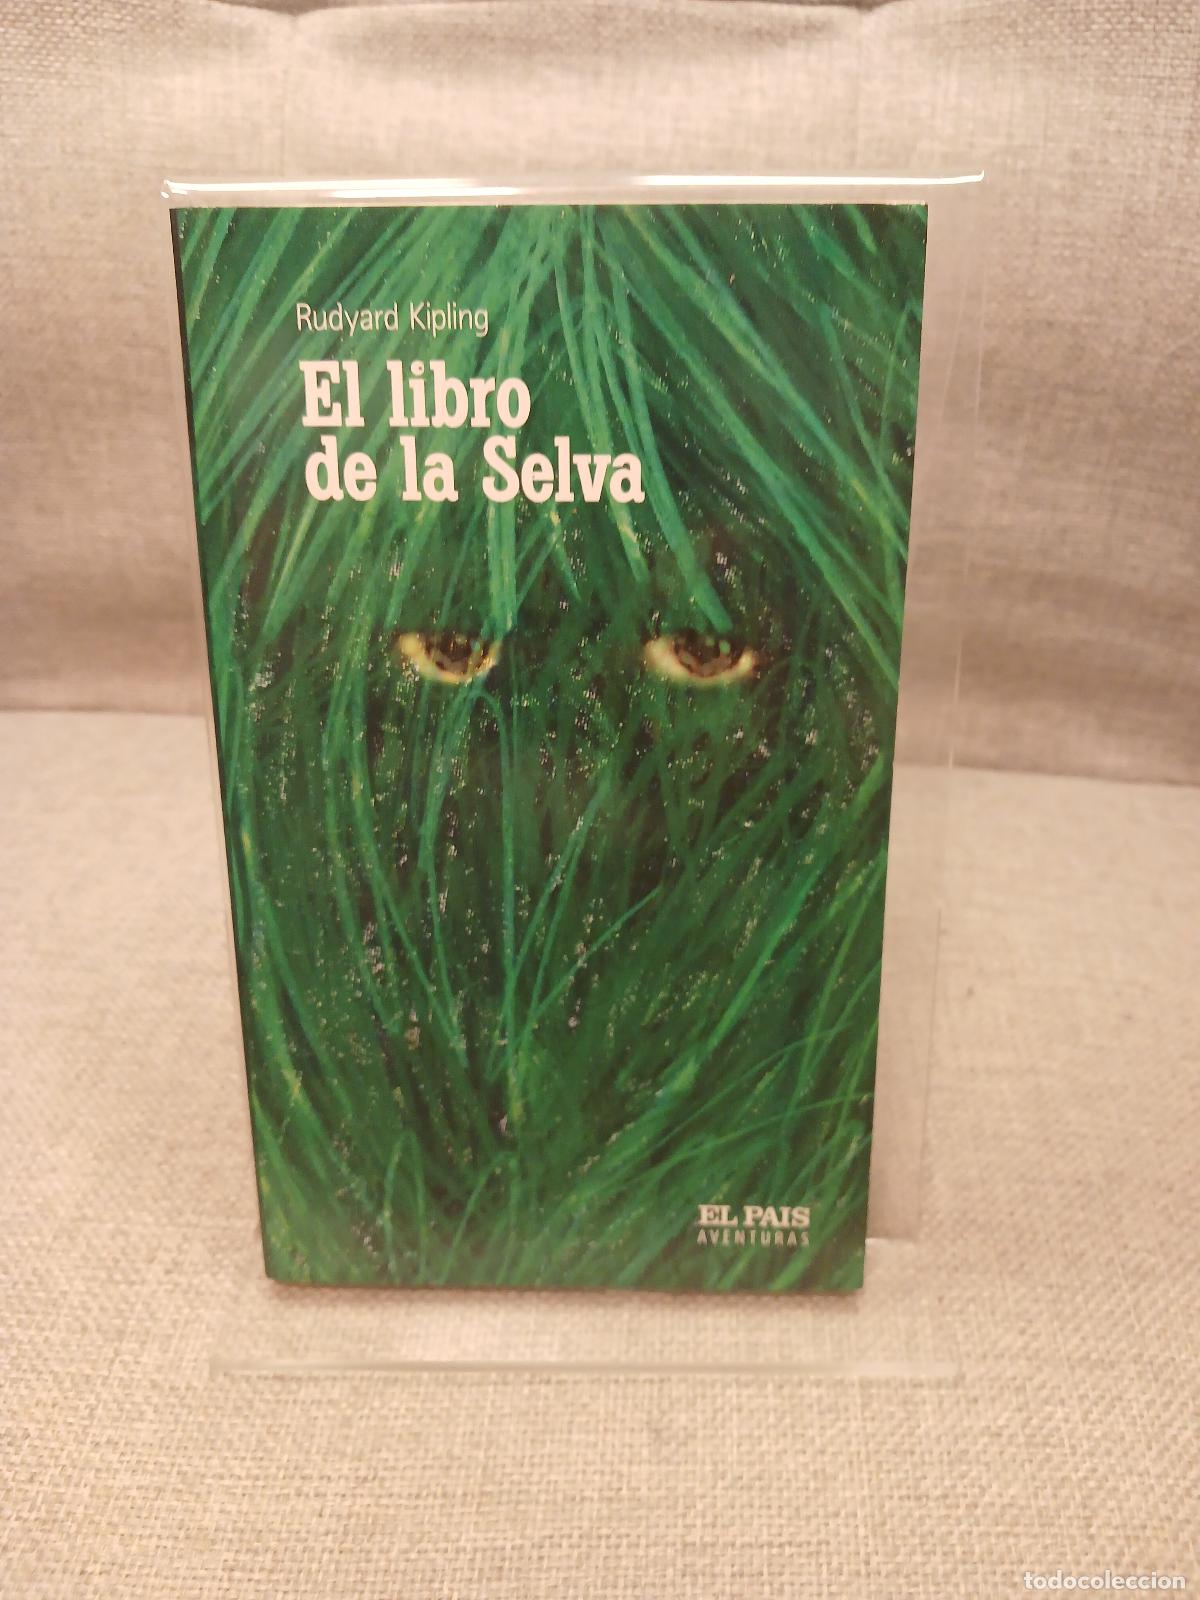 Rudyard Kipling
El libro
de la Selva
EL PAIS
AVENTURAS
todocoleccion